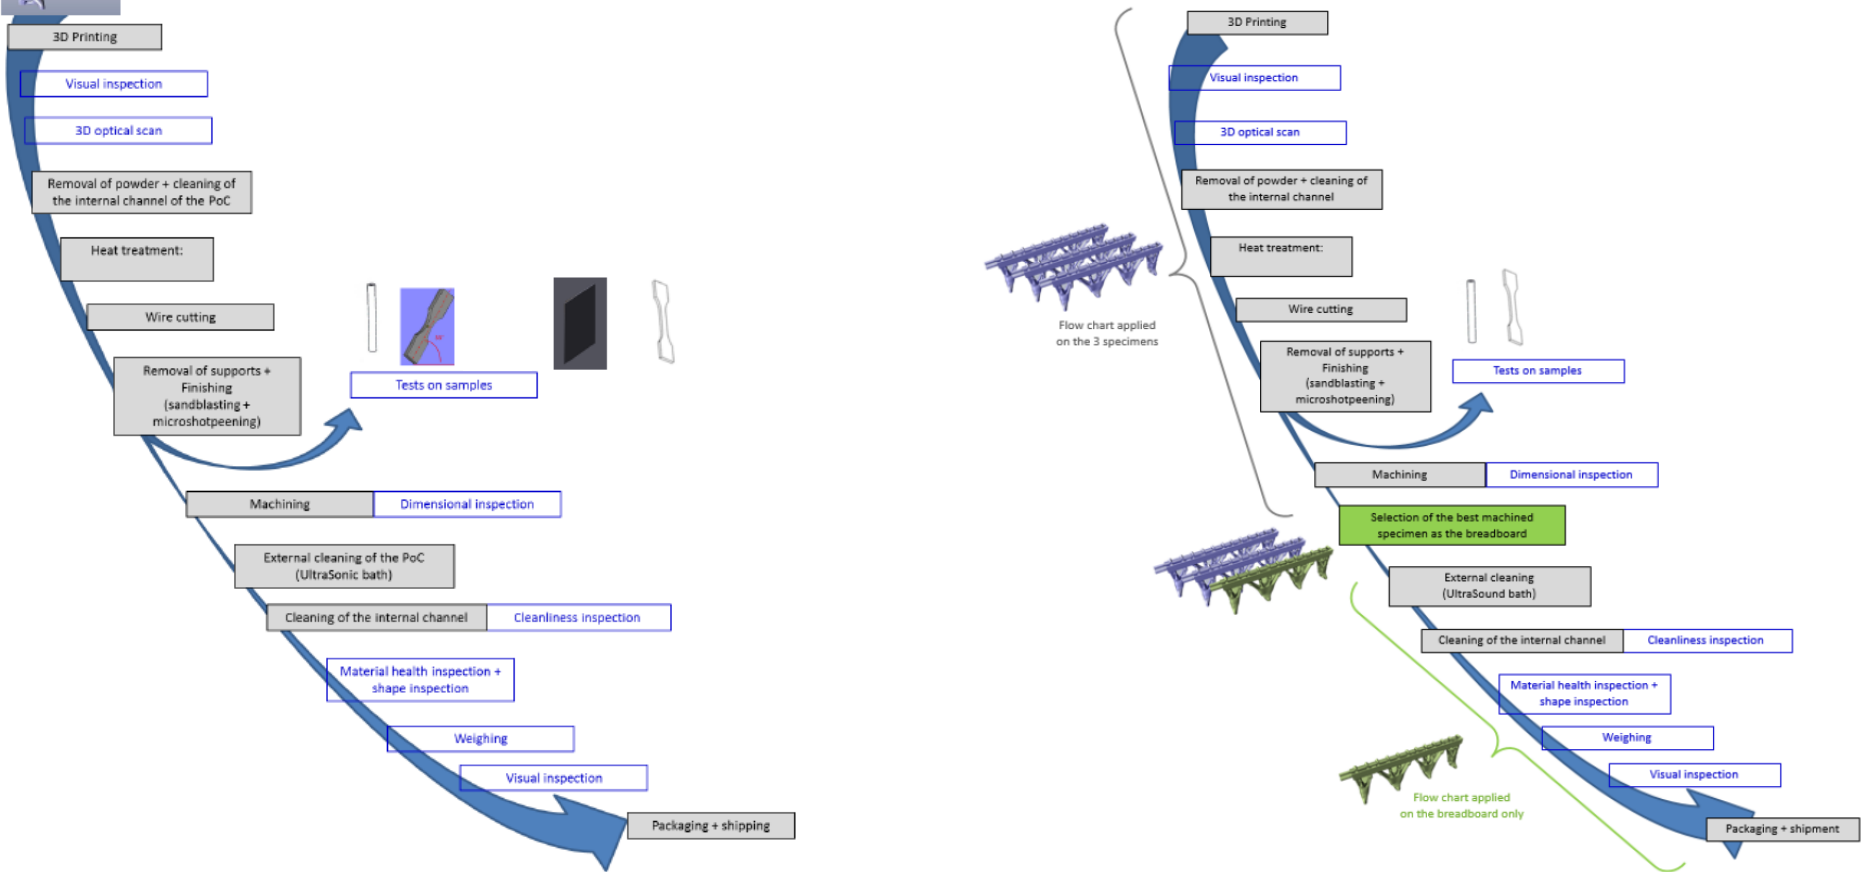 3D Printing
Visual inspection
3D optical scan
Removal of powder + cleaning of
the internal channel of the PoC
Heat treatment:
Wire cutting
Removal of supports +
Finishing
(sandblasting +
microshotpeening)
Tests on samples
Machining
Dimensional inspection
External cleaning of the PoC
(UltraSonic bath)
Cleaning of the internal channel
Cleanliness inspection
Material health inspection +
shape inspection
Weighing
Visual inspection
Packaging + shipping
3D Printing
Visual inspection
3D optical scan
Removal of powder + cleaning of
the internal channel
Heat treatment:
Flow chart applied
on the 3 specimens
Wire cutting
Removal of supports +
Finishing
(sandblasting +
microshotpeening)
Tests on samples
Machining
Dimensional inspection
Selection of the best machined
specimen as the breadboard
External cleaning
(UltraSound bath)
Cleaning of the internal channel
Cleanliness inspection
Material health inspection +
shape inspection
Weighing
Visual inspection
Flow chart applied
on the breadboard only
Packaging + shipment